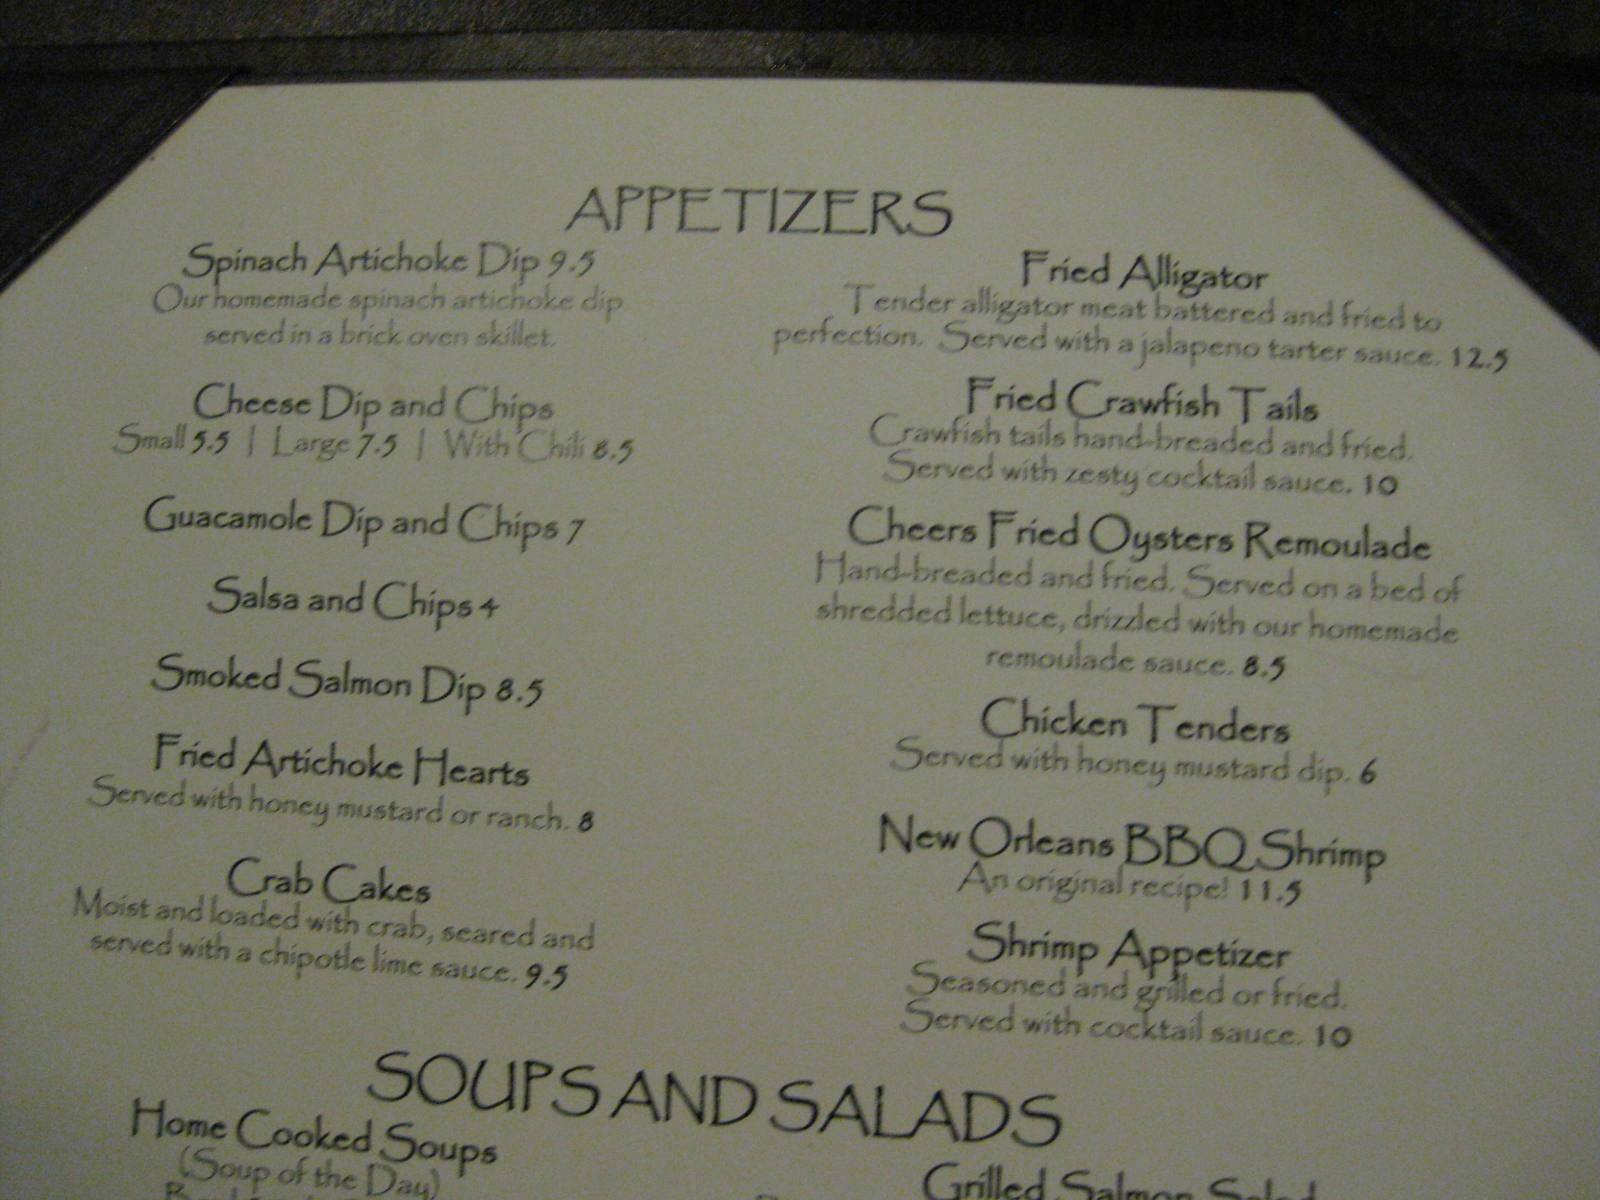 APPETIZERS
Spinach Artichoke Dip 9.5
Our homemade spinach artichoke dip
served in a brick oven skillet.
Cheese Dip and Chips
Small 5.5 | Large 7.5 | With Chili 8.5
Guacamole Dip and Chips 7
Salsa and Chips 4
Smoked Salmon Dip 8.5
Fried Artichoke Hearts
Served with honey mustard or ranch. 8
Crab Cakes
Moist and loaded with crab, seared and
served with a chipotle lime sauce. 9.5
Fried Alligator
Tender alligator meat battered and fried to
perfection. Served with a jalapeno tarter sauce. 12.5
Fried Crawfish Tails
Crawfish tails hand-breaded and fried.
Served with zesty cocktail sauce. 10
Cheers Fried Oysters Remoulade
Hand-breaded and fried. Served on a bed of
shredded lettuce, drizzled with our homemade
remoulade sauce. 8.5
Chicken Tenders
Served with honey mustard dip. 6
New Orleans BBQ Shrimp
An original recipe! 11.5
Shrimp Appetizer
Seasoned and grilled or fried.
Served with cocktail sauce. 10
SOUPS AND SALADS
Home Cooked Soups
(Soup of the Day)
Grilled Salmon Salad